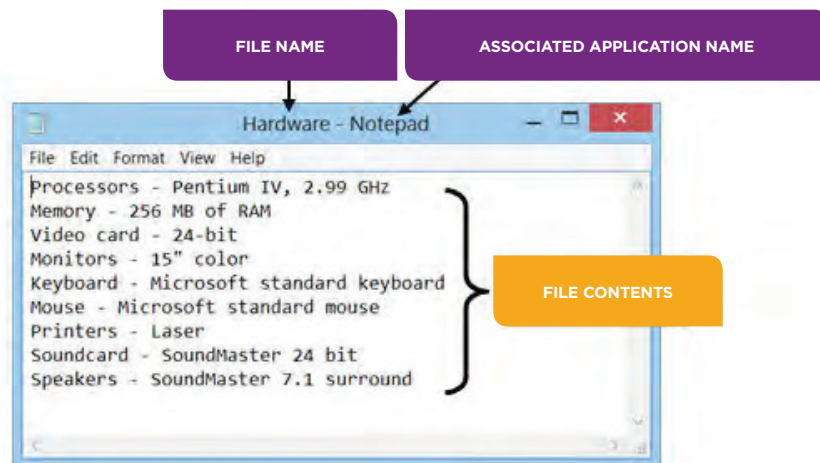 FILE NAME
ASSOCIATED APPLICATION NAME
Hardware - Notepad
File Edit Format View Help
Processors - Pentium IV, 2.99 GHz
Memory - 256 MB of RAM
Video card - 24-bit
Monitors - 15" color
Keyboard - Microsoft standard keyboard
Mouse - Microsoft standard mouse
Printers - Laser
Soundcard - SoundMaster 24 bit
Speakers - SoundMaster 7.1 surround
FILE CONTENTS